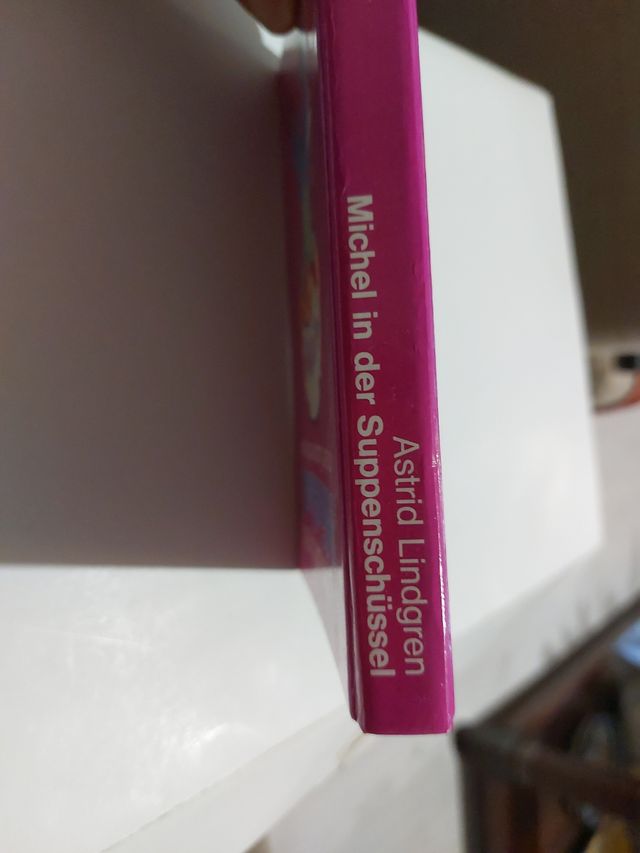 Astrid Lindgren
Michel in der Suppenschüssel